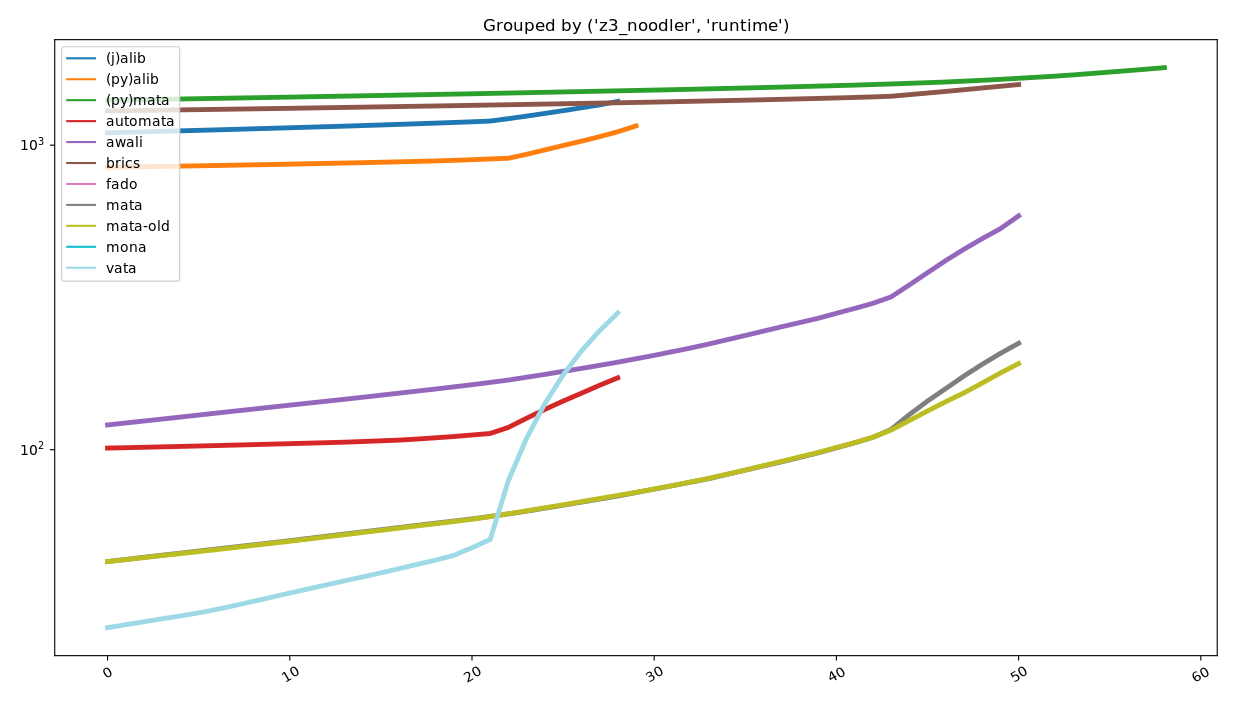 Grouped by ('z3_noodler', 'runtime')
(j)alib
(py)alib
(py)mata
automata
awali
brics
fado
mata
mata-old
mona
vata
10³
10²
0
10
20
30
40
50
60